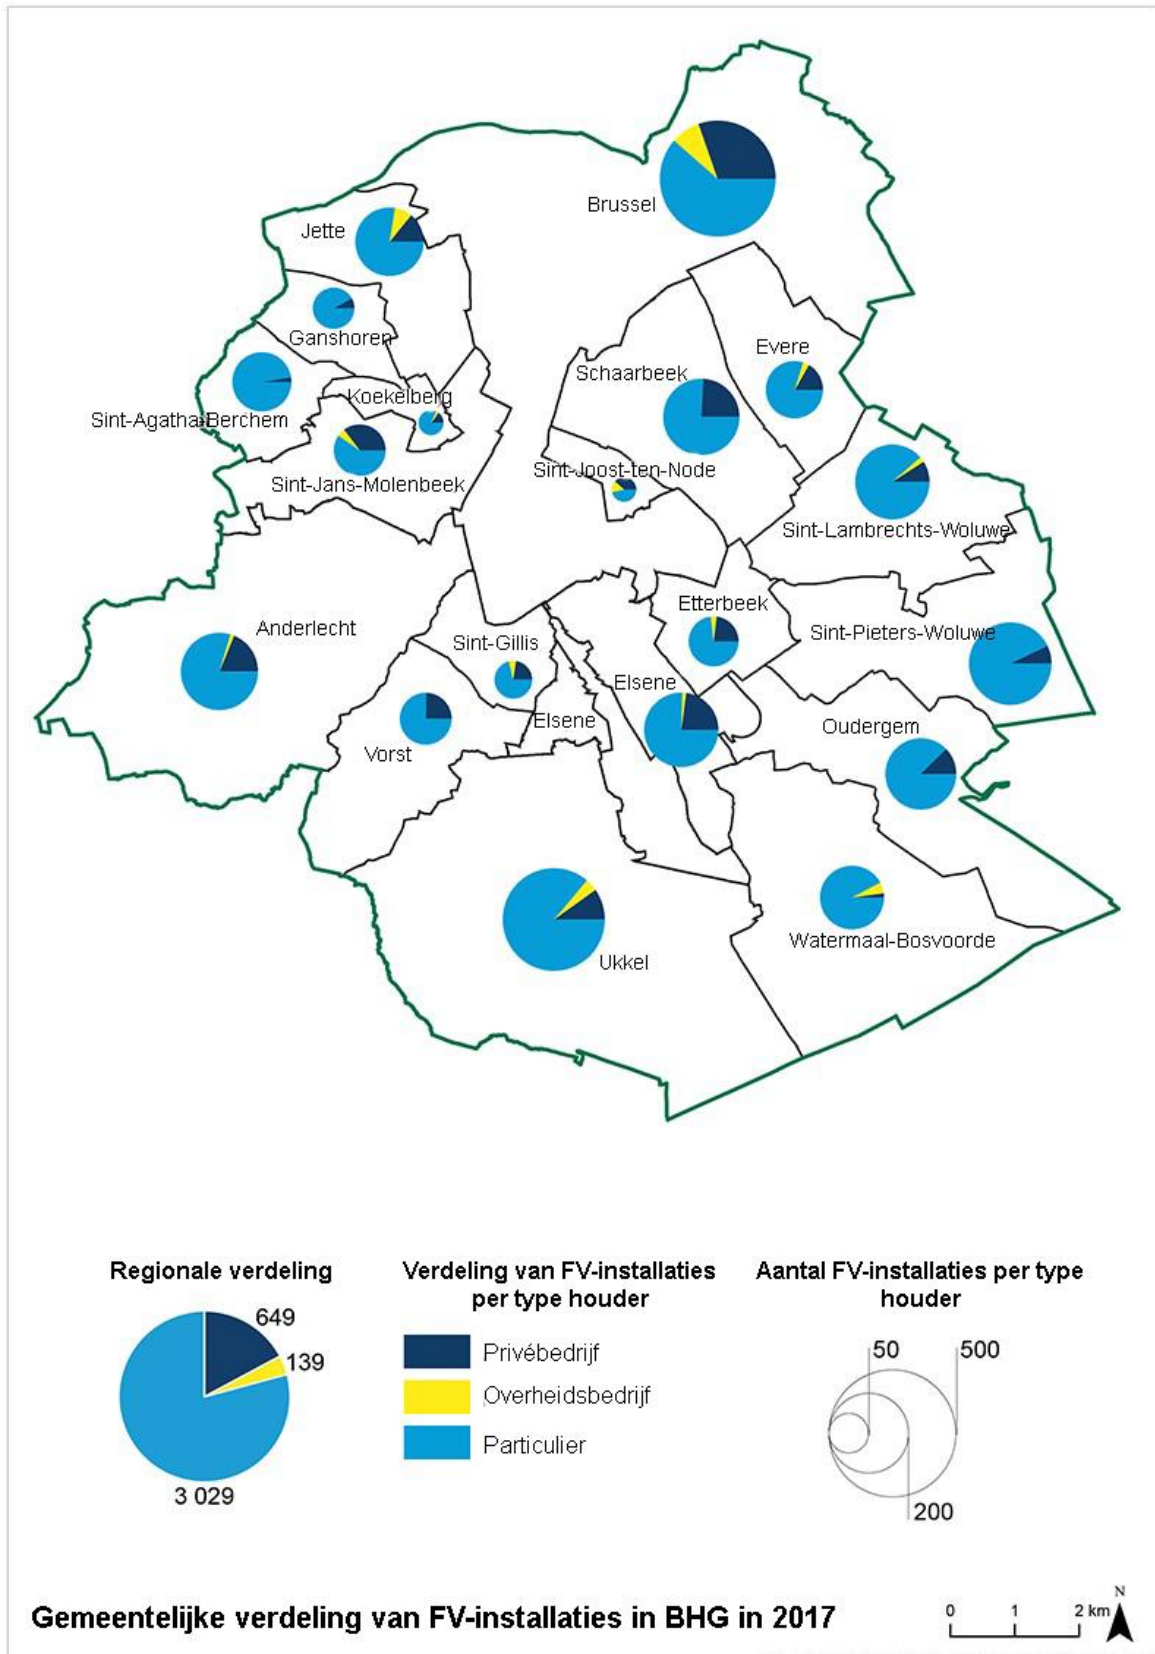 Brussel
Jette
Ganshoren
Evere
Schaarbeek
Koekelberg
Sint-Agatha-Berchem
Sint-Joost-ten-Node
Sint-Jans-Molenbeek
Sint-Lambrechts-Woluwe
Etterbeek
Anderlecht
Sint-Pieters-Woluwe
Sint-Gillis
Elsene
Elsene
Oudergem
Vorst
Watermaal-Bosvoorde
Ukkel
Regionale verdeling
649
139
3 029
Verdeling van FV-installaties
per type houder
Privébedrijf
Overheidsbedrijf
Particulier
Aantal FV-installaties per type
houder
50
500
200
Gemeentelijke verdeling van FV-installaties in BHG in 2017
0 1 2 km
N